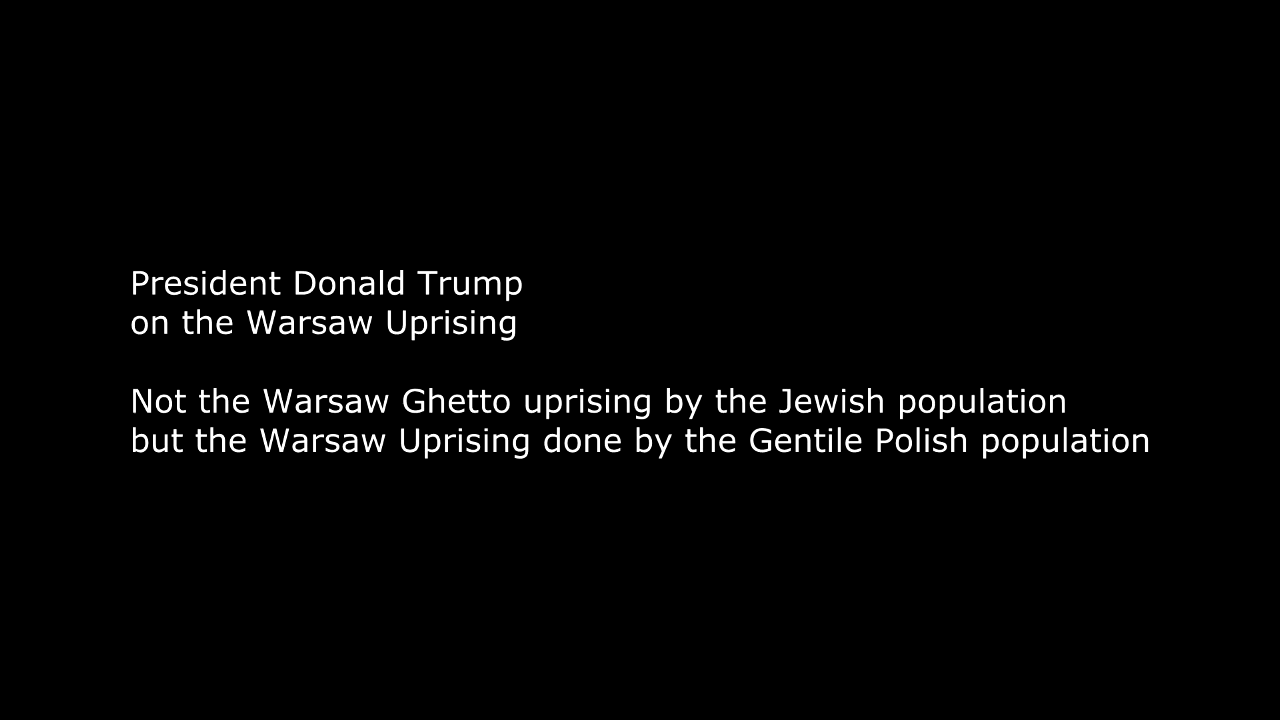 President Donald Trump
on the Warsaw Uprising
Not the Warsaw Ghetto uprising by the Jewish population
but the Warsaw Uprising done by the Gentile Polish population